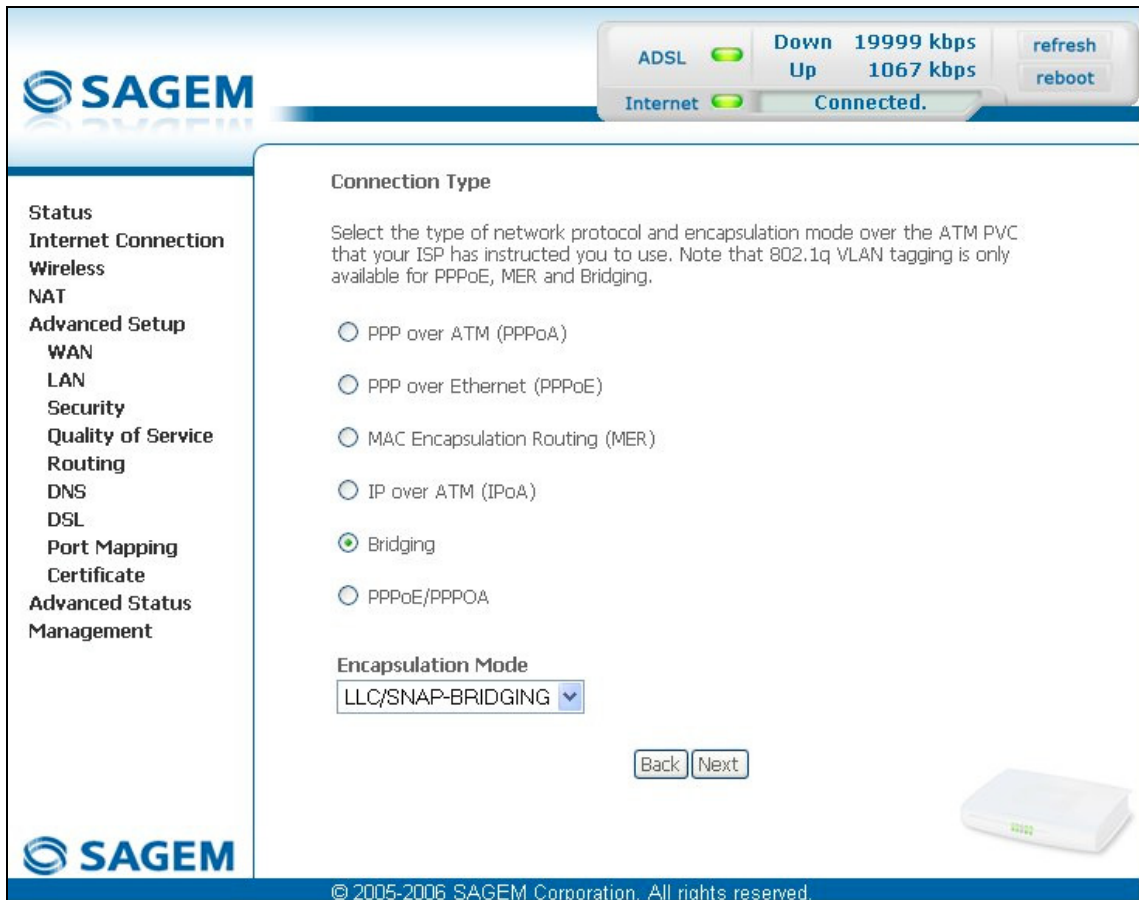 SAGEM
ADSL
Down 19999 kbps
Up 1067 kbps
refresh
reboot
Internet
Connected.
Status
Internet Connection
Wireless
NAT
Advanced Setup
WAN
LAN
Security
Quality of Service
Routing
DNS
DSL
Port Mapping
Certificate
Advanced Status
Management
Connection Type
Select the type of network protocol and encapsulation mode over the ATM PVC
that your ISP has instructed you to use. Note that 802.1q VLAN tagging is only
available for PPPoE, MER and Bridging.
PPP over ATM (PPPoA)
PPP over Ethernet (PPPoE)
MAC Encapsulation Routing (MER)
IP over ATM (IPoA)
Bridging
PPPoE/PPPOA
Encapsulation Mode
LLC/SNAP-BRIDGING
Back Next
SAGEM
© 2005-2006 SAGEM Corporation. All rights reserved.